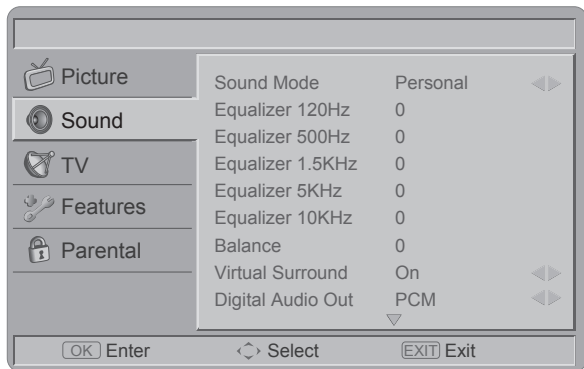 Picture
Sound
TV
Features
Parental
Sound Mode Personal
Equalizer 120Hz 0
Equalizer 500Hz 0
Equalizer 1.5KHz 0
Equalizer 5KHz 0
Equalizer 10KHz 0
Balance 0
Virtual Surround On
Digital Audio Out PCM
OK Enter Select EXIT Exit